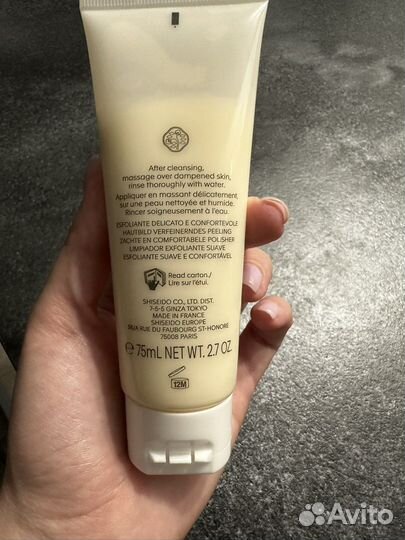 After cleansing,
massage over dampened skin,
rinse thoroughly with water.
Appliquer en massant délicatement,
sur une peau nettoyée et humide.
Rincer soigneusement à l'eau.
ESFOLIANTE DELICATO E CONFORTEVOLE
HAUTBILD VERFEINERNDES PEELING
ZACHTE EN COMFORTABELE POLISHER
LIMPIADOR EXFOLIANTE SUAVE
ESFOLIANTE SUAVE E CONFORTÁVEL
Read carton./
Lire sur l'étui.
SHISEIDO CO., LTD. DIST.
7-5-5 GINZA TOKYO
MADE IN FRANCE
SHISEIDO EUROPE
56/A RUE DU FAUBOURG ST-HONORE
75008 PARIS
e 75mL NET WT. 2.7 OZ.
12M
Avito